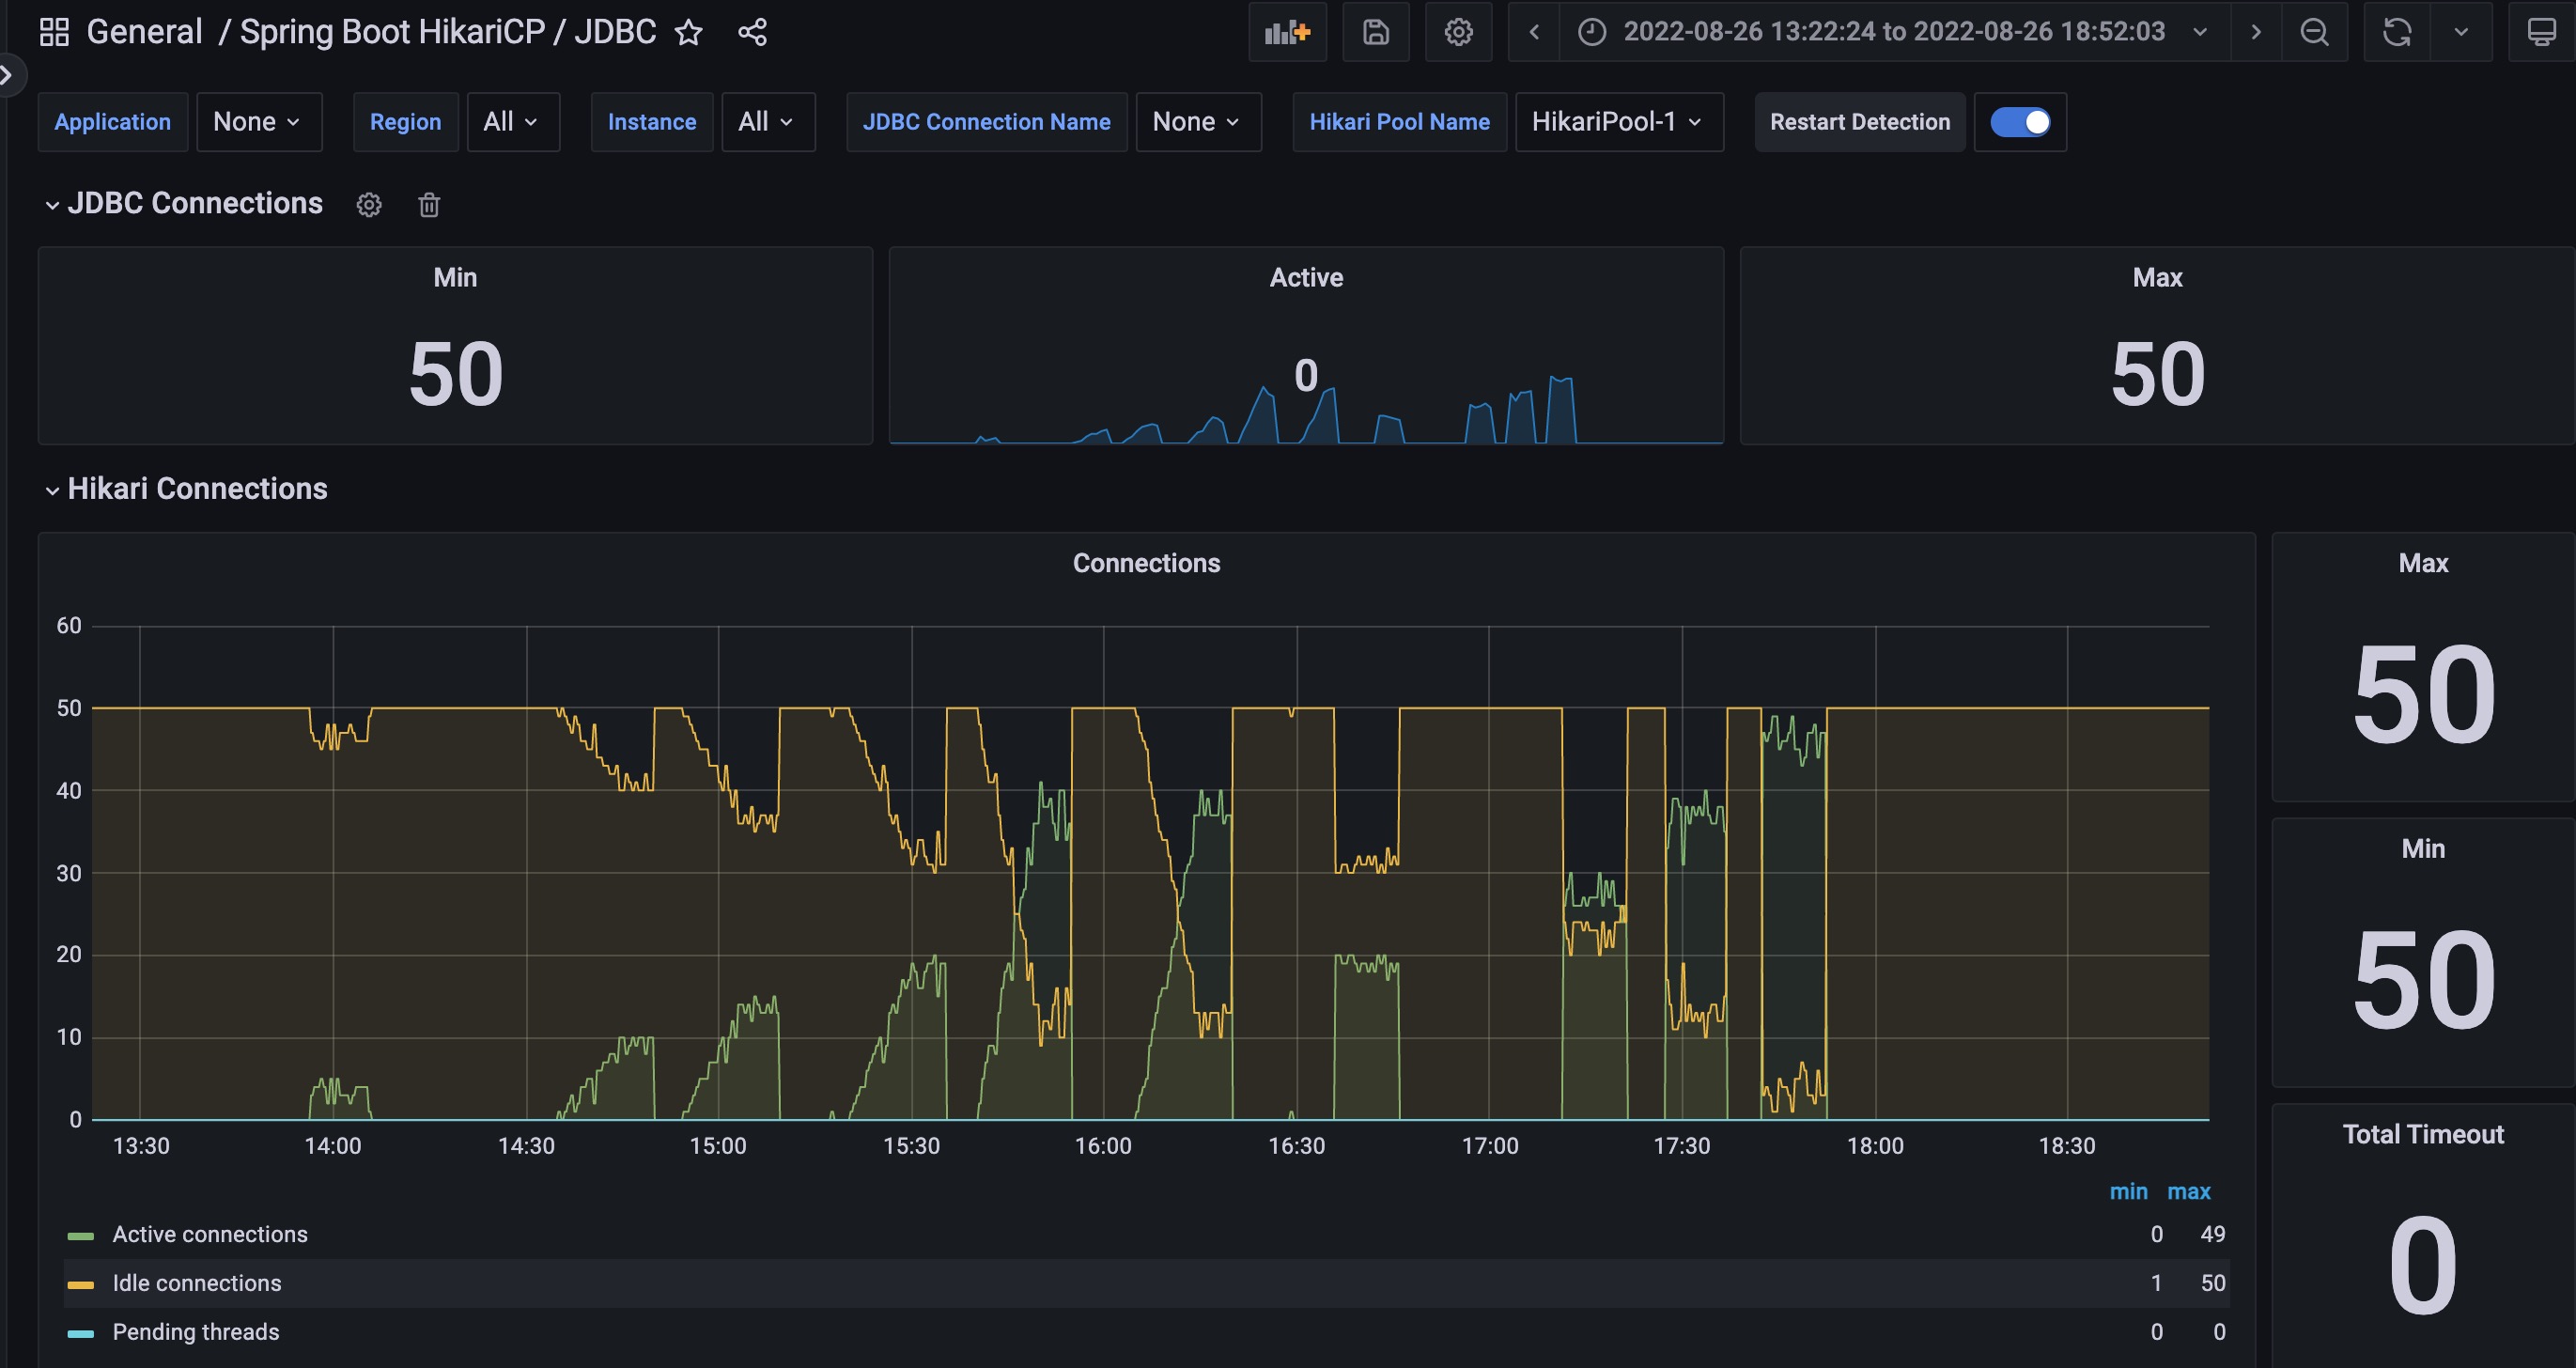 General / Spring Boot HikariCP / JDBC
2022-08-26 13:22:24 to 2022-08-26 18:52:03
Application None Region All Instance All JDBC Connection Name None Hikari Pool Name HikariPool-1 Restart Detection
JDBC Connections
Min
50
Active
0
Max
50
Hikari Connections
Connections
60
50
40
30
20
10
0
13:30 14:00 14:30 15:00 15:30 16:00 16:30 17:00 17:30 18:00 18:30
min max
Active connections 0 49
Idle connections 1 50
Pending threads 0 0
Max
50
Min
50
Total Timeout
0